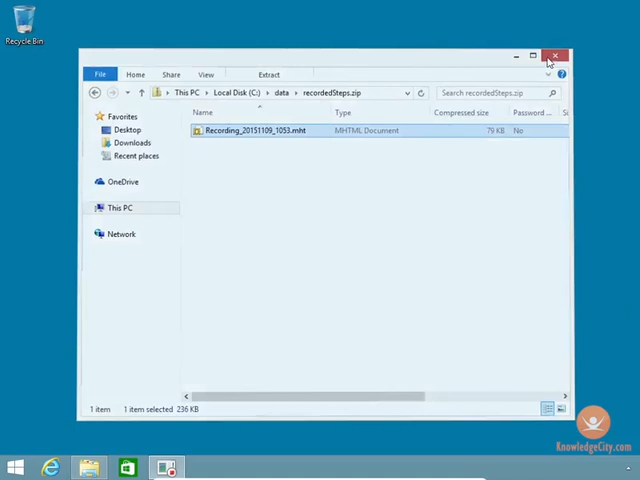 Recycle Bin
File Home Share View Extract
This PC Local Disk (C:) data recordedSteps.zip Search recordedSteps.zip
Name Type Compressed size Password ... Si
Recording_20151109_1053.mht MHTML Document 79 KB No
Favorites
Desktop
Downloads
Recent places
OneDrive
This PC
Network
1 item 1 item selected 236 KB
KnowledgeCity.com